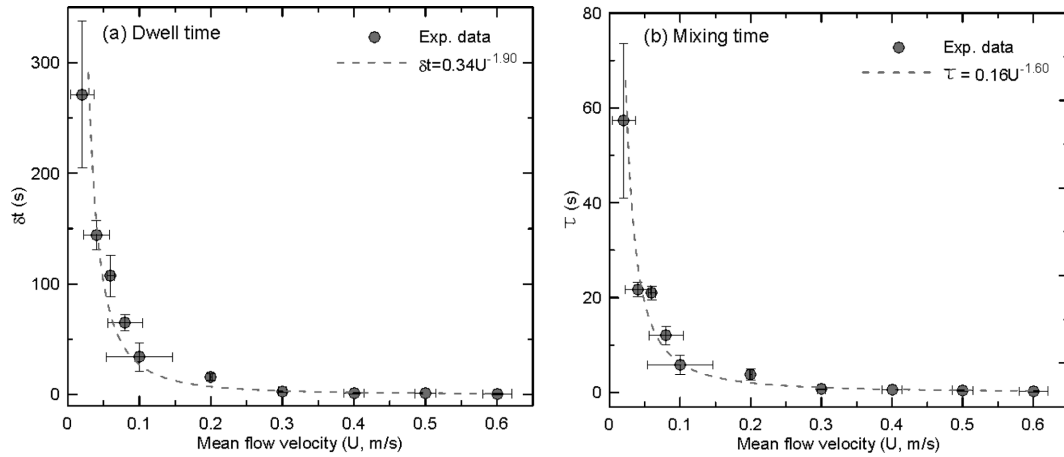 (a) Dwell time
Exp. data
δt=0.34U-1.90
350
300
200
100
0
δt (s)
0
0.1
0.2
0.3
0.4
0.5
0.6
Mean flow velocity (U, m/s)
(b) Mixing time
Exp. data
τ = 0.16U-1.60
80
60
40
20
0
τ (s)
0
0.1
0.2
0.3
0.4
0.5
0.6
Mean flow velocity (U, m/s)